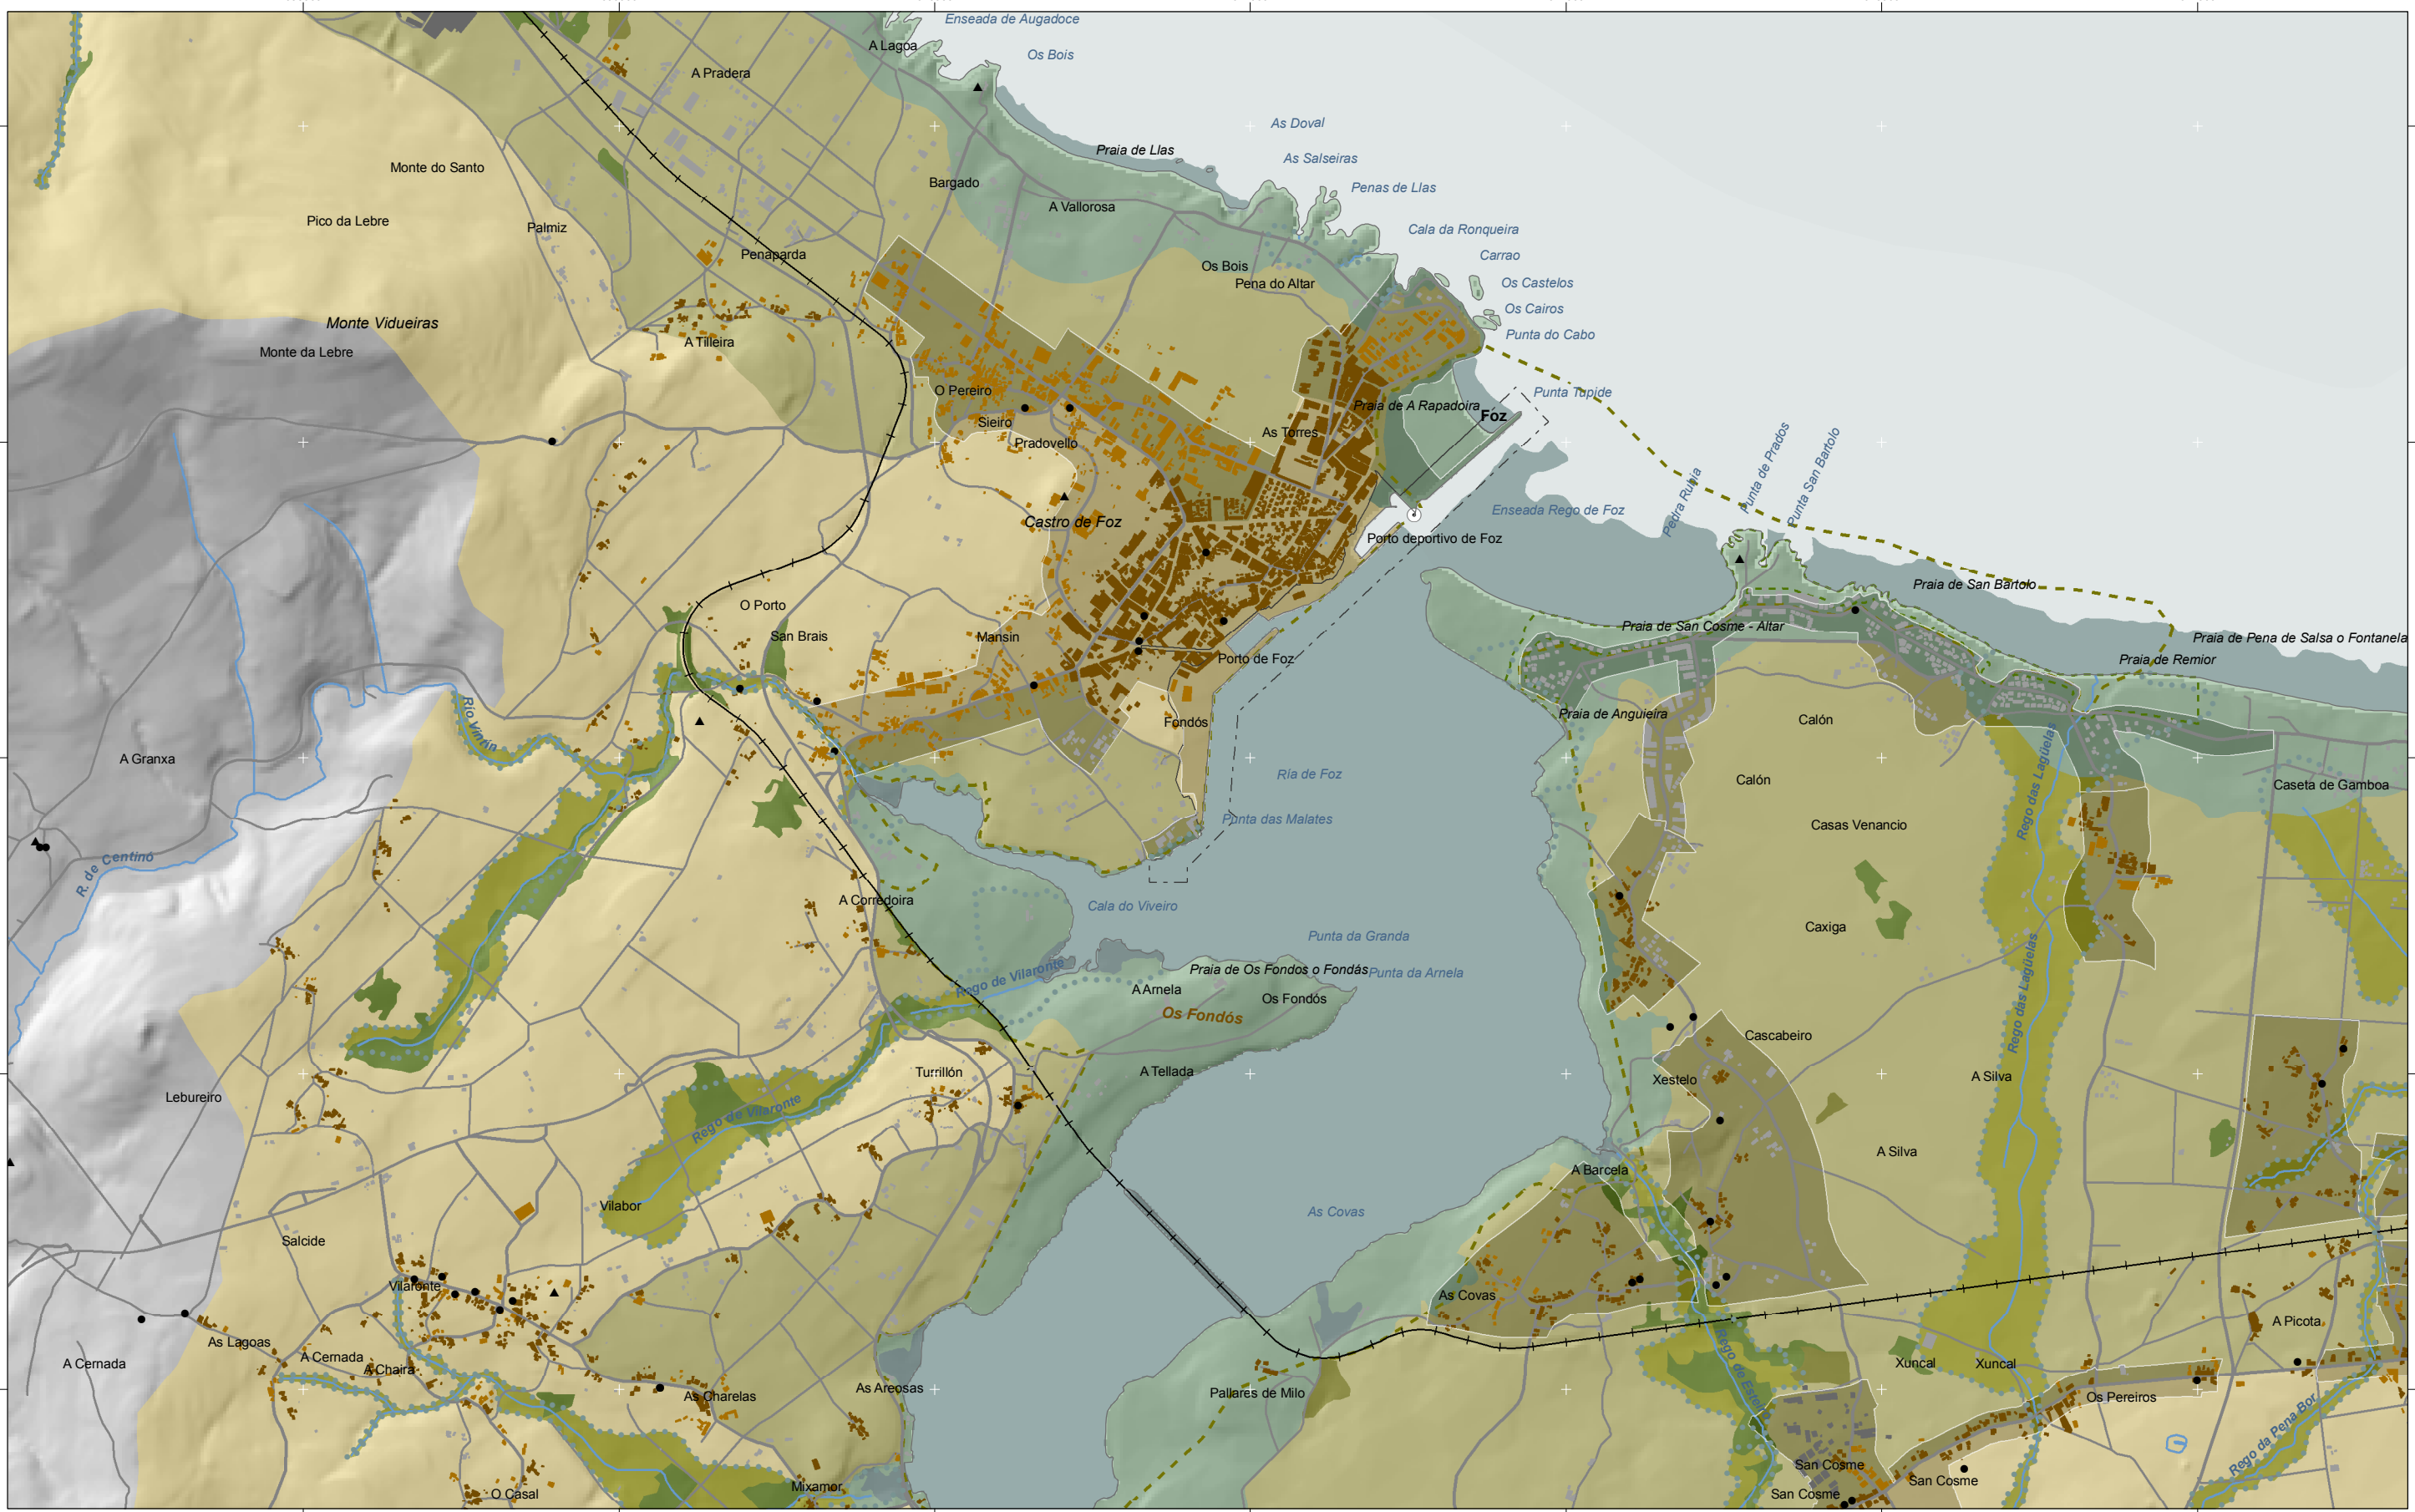 Enseada de Augadoce
A Lagoa
Os Bois
A Pradera
As Doval
Praia de Llas
As Salseiras
Monte do Santo
Bargado
Penas de Llas
A Vallorosa
Pico da Lebre
Palmiz
Cala da Ronqueira
Penaparda
Carrao
Os Bois
Pena do Altar
Os Castelos
Os Cairos
Monte Vidueiras
Punta do Cabo
A Tilleira
Monte da Lebre
O Pereiro
Punta Tupide
Praia de A Rapadoira
Foz
Sieiro
As Torres
Pradovello
Pedra Rubia
Punta de Prados
Punta San Bartolo
Enseada Rego de Foz
Castro de Foz
Porto deportivo de Foz
Praia de San Bartolo
O Porto
Praia de San Cosme - Altar
San Brais
Mansin
Praia de Pena de Salsa o Fontanela
Porto de Foz
Praia de Remior
Río Vinrín
Fondós
Praia de Anguieira
Calón
A Granxa
Ría de Foz
Calón
Rego das Lagüelas
Caseta de Gamboa
Punta das Malates
Casas Venancio
R. de Centinó
A Corredoira
Cala do Viveiro
Caxiga
Punta da Granda
Rego de Vilaronte
Praia de Os Fondos o Fondás
Punta da Arnela
A Arnela
Os Fondós
Rego das Lagüelas
Os Fondós
Cascabeiro
Turrillón
A Tellada
Xestelo
A Silva
Lebureiro
Rego de Vilaronte
A Silva
A Barcela
Vilabor
As Covas
Salcide
Vilaronte
As Covas
A Picota
As Lagoas
A Cernada
A Cernada
A Chaira
Xuncal
Xuncal
Rego de Esteiro
As Charelas
As Areosas
Pallares de Milo
Os Pereiros
Rego da Pena Bor
San Cosme
San Cosme
O Casal
Mixamor
San Cosme